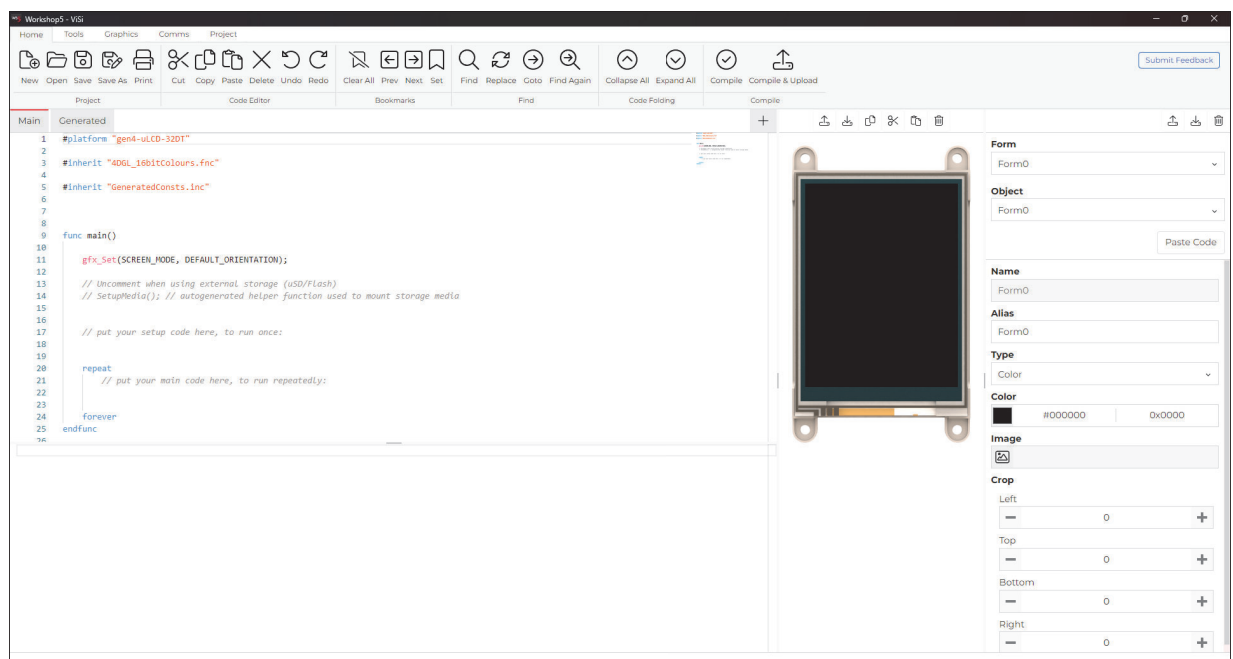 Workshop5 - ViSi
Home Tools Graphics Comms Project
New Open Save Save As Print Cut Copy Paste Delete Undo Redo Clear All Prev Next Set Find Replace Goto Find Again Collapse All Expand All Compile Compile & Upload Submit Feedback
Project Code Editor Bookmarks Find Code Folding Compile
Main Generated
1 #platform "gen4-uLCD-32DT"
2
3 #inherit "4DGL_16bitColours.fnc"
4
5 #inherit "GeneratedConsts.inc"
6
7
8
9 func main()
10
11 gfx_Set(SCREEN_MODE, DEFAULT_ORIENTATION);
12
13 // Uncomment when using external storage (uSD/Flash)
14 // SetupMedia(); // autogenerated helper function used to mount storage media
15
16
17 // put your setup code here, to run once:
18
19
20 repeat
21 // put your main code here, to run repeatedly:
22
23
24 forever
25 endfunc
26
Form
Form0
Object
Form0
Paste Code
Name
Form0
Alias
Form0
Type
Color
Color
#000000 0x0000
Image
Crop
Left
0
Top
0
Bottom
0
Right
0